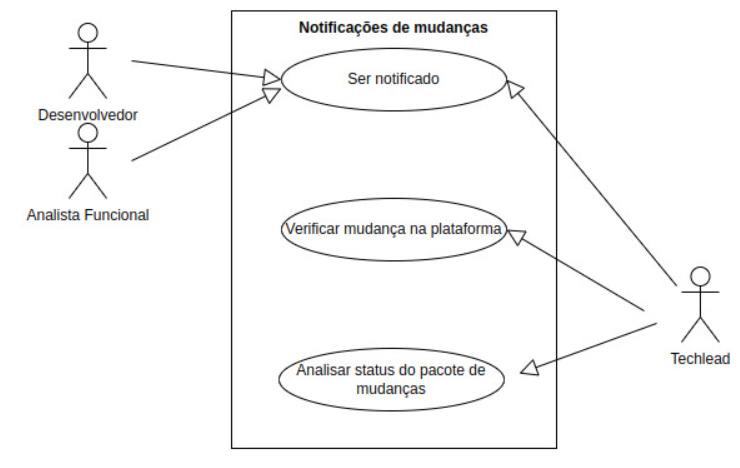 Notificações de mudanças
Ser notificado
Desenvolvedor
Analista Funcional
Verificar mudança na plataforma
Techlead
Analisar status do pacote de
mudanças